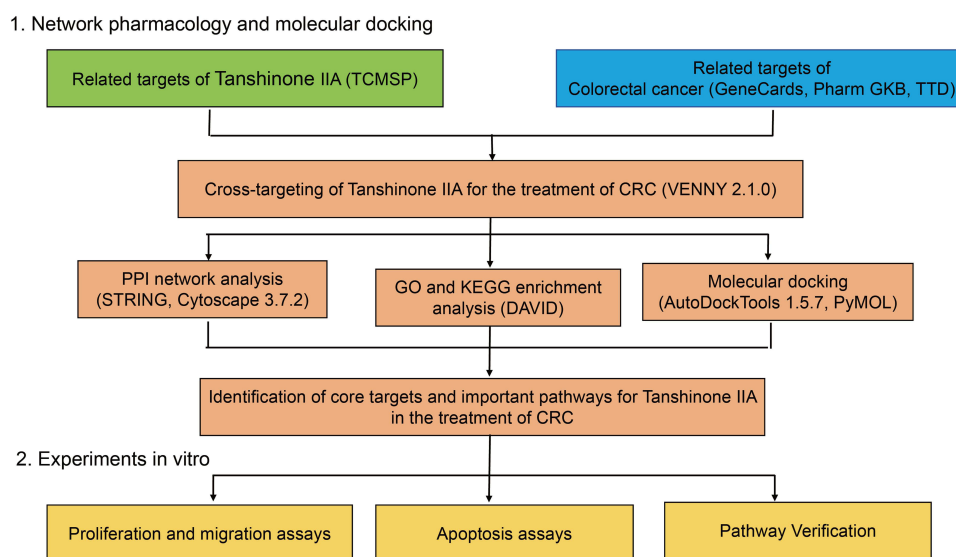 1. Network pharmacology and molecular docking
Related targets of Tanshinone IIA (TCMSP)
Related targets of
Colorectal cancer (GeneCards, Pharm GKB, TTD)
Cross-targeting of Tanshinone IIA for the treatment of CRC (VENNY 2.1.0)
PPI network analysis
(STRING, Cytoscape 3.7.2)
GO and KEGG enrichment
analysis (DAVID)
Molecular docking
(AutoDockTools 1.5.7, PyMOL)
Identification of core targets and important pathways for Tanshinone IIA
in the treatment of CRC
2. Experiments in vitro
Proliferation and migration assays
Apoptosis assays
Pathway Verification